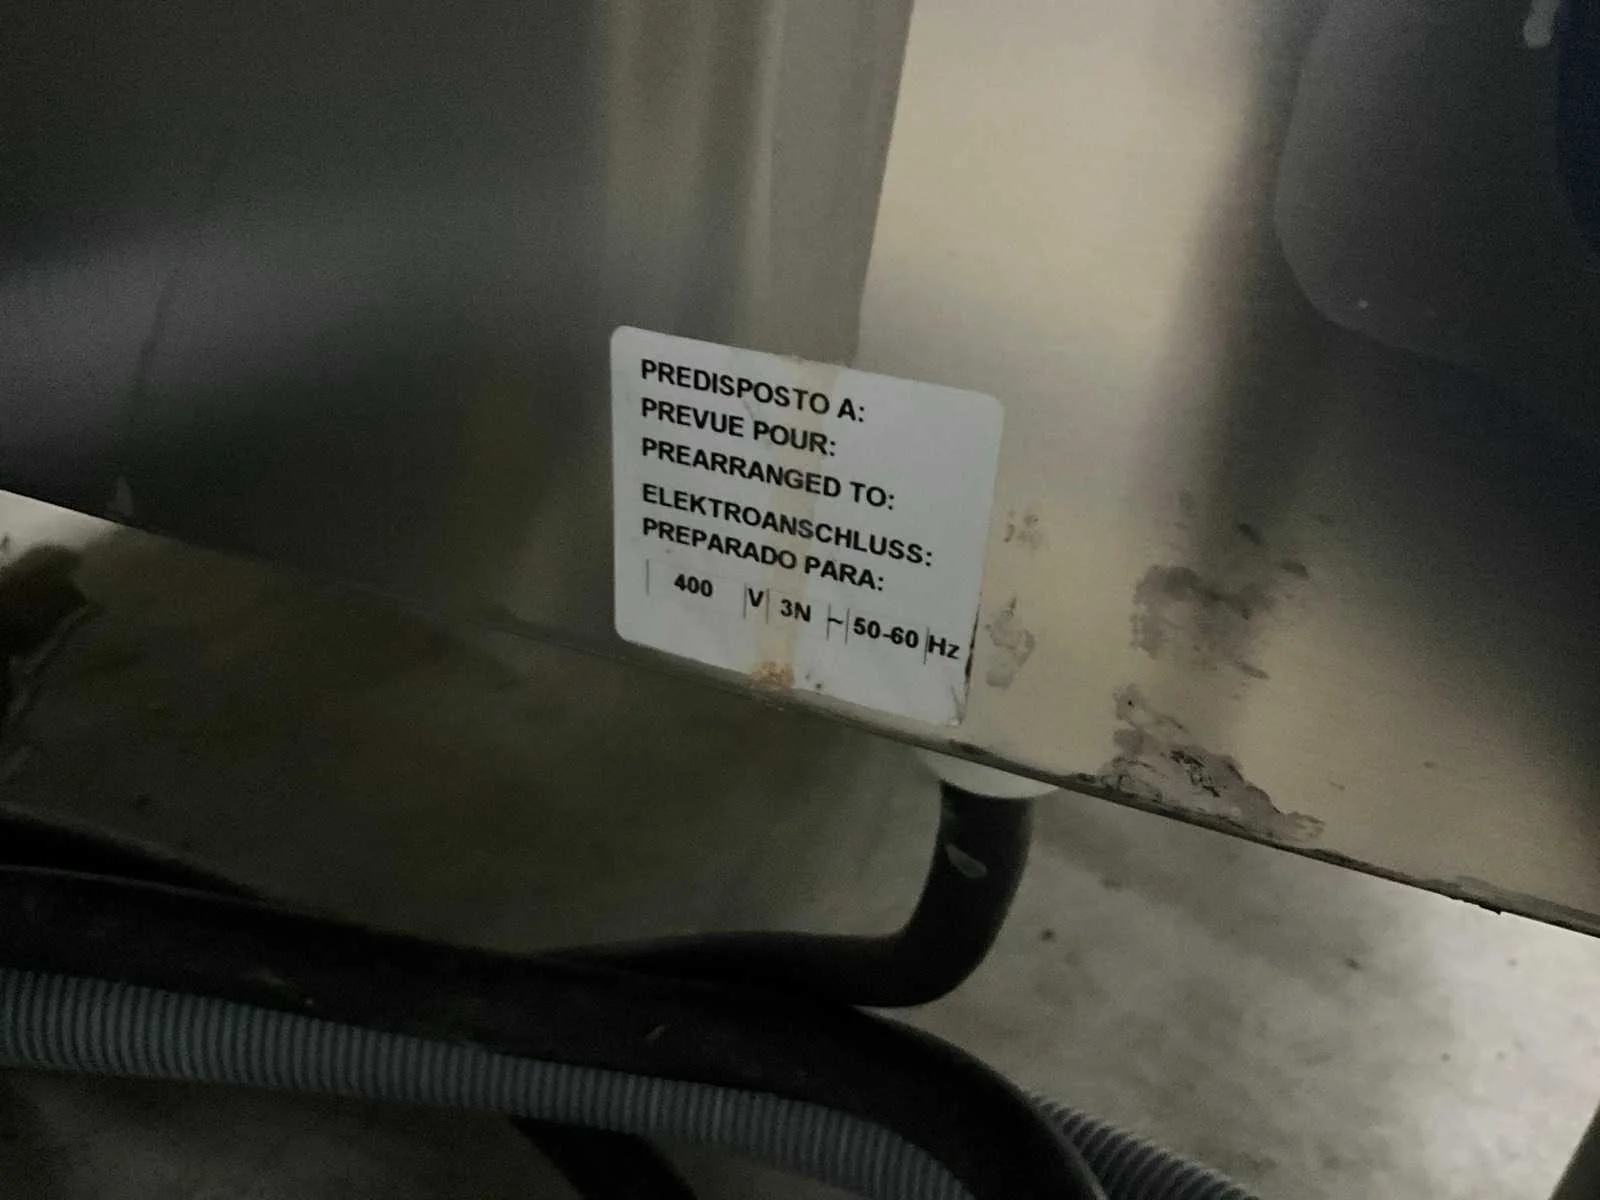 PREDISPOSTO A:
PREVUE POUR:
PREARRANGED TO:
ELEKTROANSCHLUSS:
PREPARADO PARA:
400 V 3N ~ 50-60 Hz